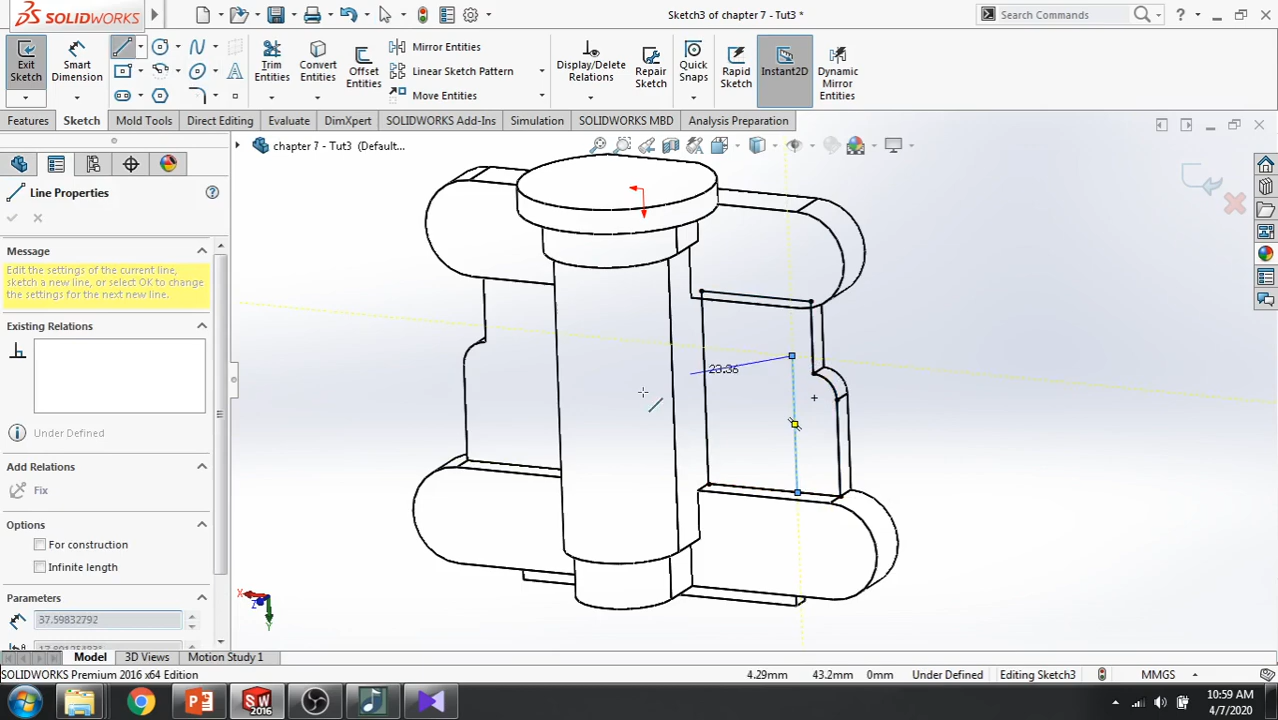 SOLIDWORKS
Sketch3 of chapter 7 - Tut3 *
Search Commands
?
Exit Sketch
Smart Dimension
Trim Entities
Convert Entities
Offset Entities
Mirror Entities
Linear Sketch Pattern
Move Entities
Display/Delete Relations
Repair Sketch
Quick Snaps
Rapid Sketch
Instant2D
Dynamic Mirror Entities
Features
Sketch
Mold Tools
Direct Editing
Evaluate
DimXpert
SOLIDWORKS Add-Ins
Simulation
SOLIDWORKS MBD
Analysis Preparation
chapter 7 - Tut3 (Default...
Line Properties
?
Message
Edit the settings of the current line,
sketch a new line, or select OK to change
the settings for the next new line.
Existing Relations
Under Defined
Add Relations
Fix
Options
For construction
Infinite length
Parameters
37.59832792
23.36
X
Z
Y
Model
3D Views
Motion Study 1
SOLIDWORKS Premium 2016 x64 Edition
4.29mm
43.2mm
0mm
Under Defined
Editing Sketch3
MMGS
SW
2016
10:59 AM
4/7/2020